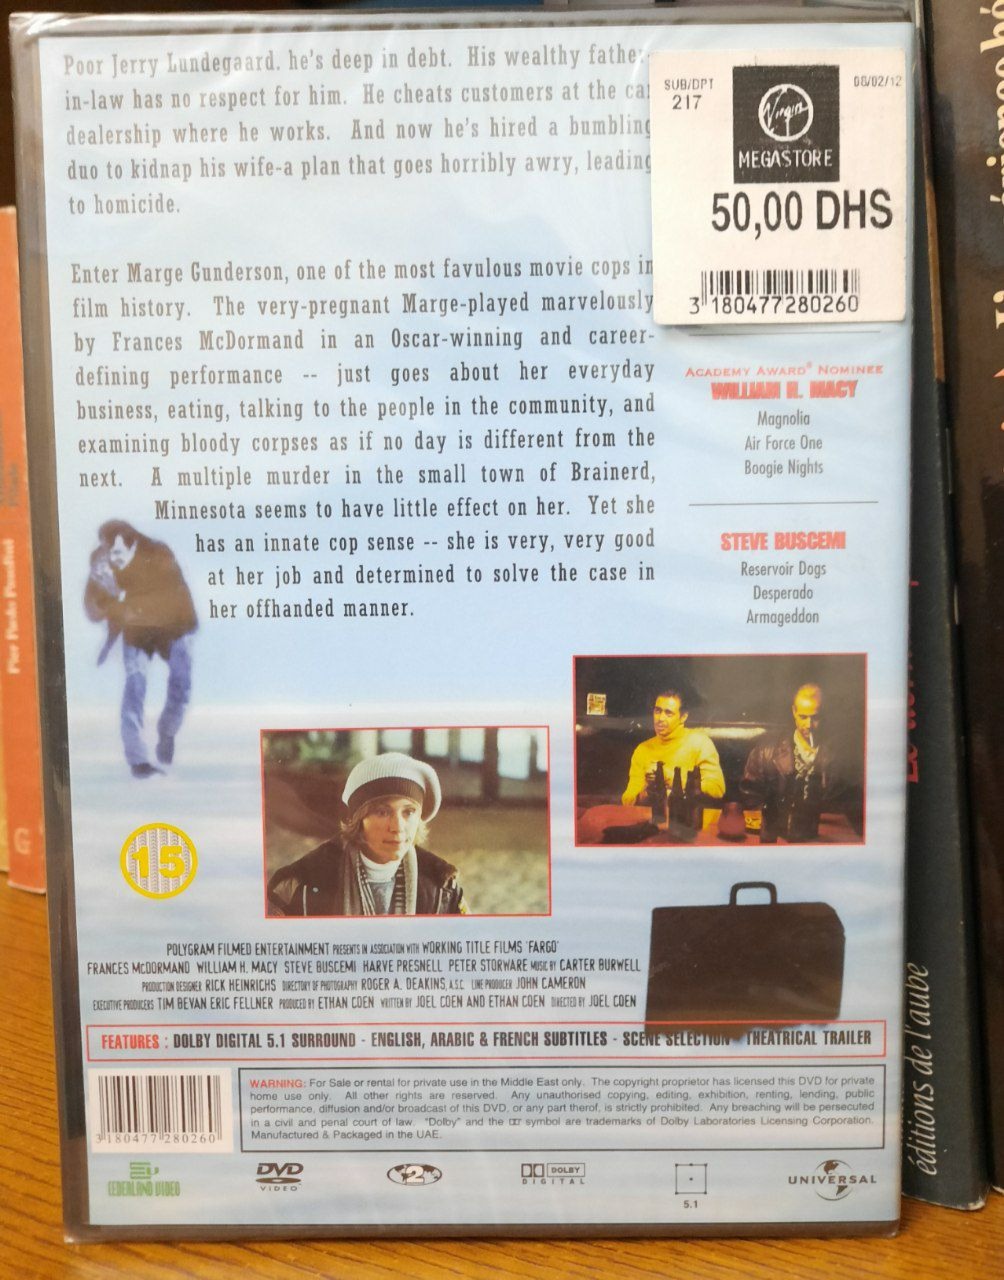 Poor Jerry Lundegaard. he's deep in debt. His wealthy father-
in-law has no respect for him. He cheats customers at the car
dealership where he works. And now he's hired a bumbling
duo to kidnap his wife-a plan that goes horribly awry, leading
to homicide.
Enter Marge Gunderson, one of the most favulous movie cops in
film history. The very-pregnant Marge-played marvelously
by Frances McDormand in an Oscar-winning and career-
defining performance -- just goes about her everyday
business, eating, talking to the people in the community, and
examining bloody corpses as if no day is different from the
next. A multiple murder in the small town of Brainerd,
Minnesota seems to have little effect on her. Yet she
has an innate cop sense -- she is very, very good
at her job and determined to solve the case in
her offhanded manner.
SUB/DPT
217
08/02/12
Virgin
MEGASTORE
50,00 DHS
3 180477 280260
ACADEMY AWARD® NOMINEE
WILLIAM H. MACY
Magnolia
Air Force One
Boogie Nights
STEVE BUSCEMI
Reservoir Dogs
Desperado
Armageddon
15
POLYGRAM FILMED ENTERTAINMENT PRESENTS IN ASSOCIATION WITH WORKING TITLE FILMS 'FARGO'
FRANCES McDORMAND WILLIAM H. MACY STEVE BUSCEMI HARVE PRESNELL PETER STORWARE MUSIC BY CARTER BURWELL
PRODUCTION DESIGNER RICK HEINRICHS DIRECTORY OF PHOTOGRAPHY ROGER A. DEAKINS, A.S.C. LINE PRODUCER JOHN CAMERON
EXECUTIVE PRODUCERS TIM BEVAN ERIC FELLNER PRODUCED BY ETHAN COEN WRITTEN BY JOEL COEN AND ETHAN COEN DIRECTED BY JOEL COEN
FEATURES : DOLBY DIGITAL 5.1 SURROUND - ENGLISH, ARABIC & FRENCH SUBTITLES - SCENE SELECTION - THEATRICAL TRAILER
3 180477 280260
WARNING: For Sale or rental for private use in the Middle East only. The copyright proprietor has licensed this DVD for private
home use only. All other rights are reserved. Any unauthorised copying, editing, exhibition, renting, lending, public
performance, diffusion and/or broadcast of this DVD, or any part therof, is strictly prohibited. Any breaching will be persecuted
in a civil and penal court of law. "Dolby" and the DD symbol are trademarks of Dolby Laboratories Licensing Corporation.
Manufactured & Packaged in the UAE.
CEDERLAND VIDEO
DVD
VIDEO
2
DOLBY
DIGITAL
5.1
UNIVERSAL
éditions de l'aube
G